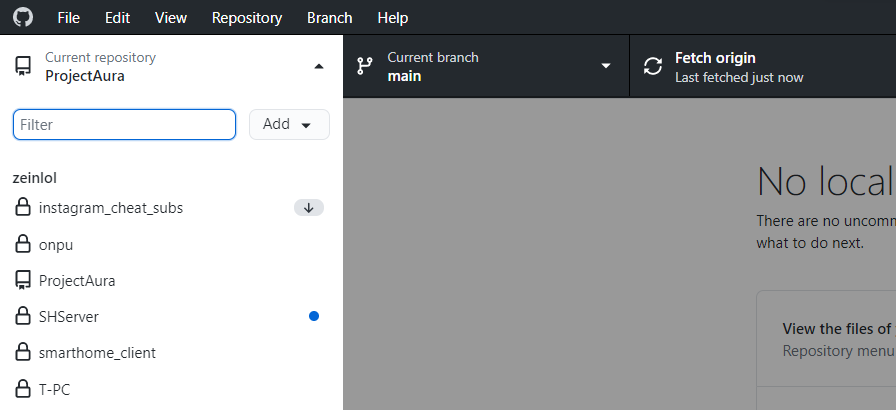 File Edit View Repository Branch Help
Current repository
ProjectAura
Current branch
main
Fetch origin
Last fetched just now
Filter
Add
zeinlol
instagram_cheat_subs
onpu
ProjectAura
SHServer
smarthome_client
T-PC
No local
There are no uncomm
what to do next.
View the files of
Repository menu